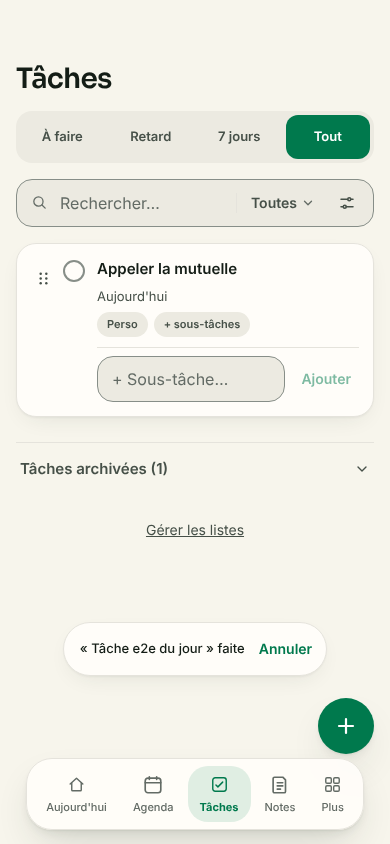 Tâches
À faire
Retard
7 jours
Tout
Rechercher...
Toutes
Appeler la mutuelle
Aujourd'hui
Perso
+ sous-tâches
+ Sous-tâche...
Ajouter
Tâches archivées (1)
Gérer les listes
« Tâche e2e du jour » faite
Annuler
Aujourd'hui
Agenda
Tâches
Notes
Plus